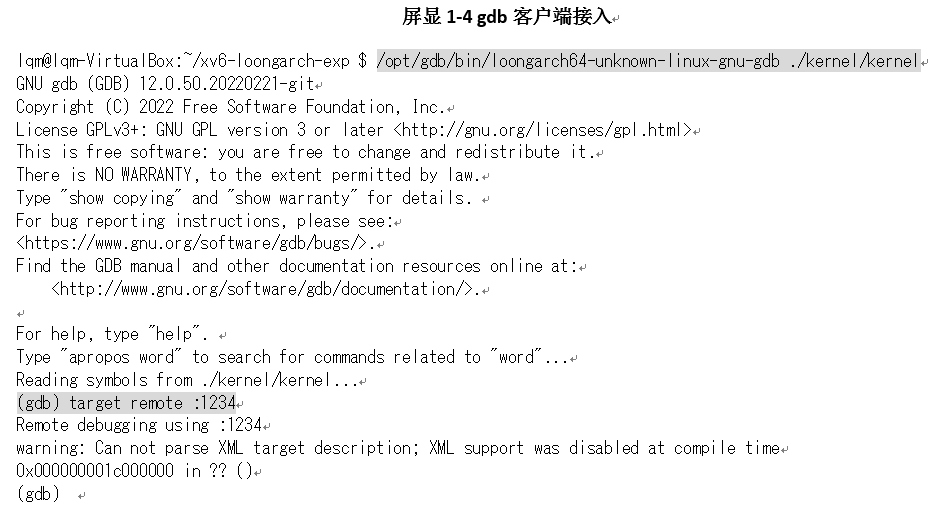 屏显 1-4 gdb 客户端接入
lqm@lqm-VirtualBox:~/xv6-loongarch-exp $ /opt/gdb/bin/loongarch64-unknown-linux-gnu-gdb ./kernel/kernel
GNU gdb (GDB) 12.0.50.20220221-git
Copyright (C) 2022 Free Software Foundation, Inc.
License GPLv3+: GNU GPL version 3 or later <http://gnu.org/licenses/gpl.html>
This is free software: you are free to change and redistribute it.
There is NO WARRANTY, to the extent permitted by law.
Type "show copying" and "show warranty" for details.
For bug reporting instructions, please see:
<https://www.gnu.org/software/gdb/bugs/>.
Find the GDB manual and other documentation resources online at:
    <http://www.gnu.org/software/gdb/documentation/>.
For help, type "help".
Type "apropos word" to search for commands related to "word"...
Reading symbols from ./kernel/kernel...
(gdb) target remote :1234
Remote debugging using :1234
warning: Can not parse XML target description; XML support was disabled at compile time
0x000000001c000000 in ?? ()
(gdb)